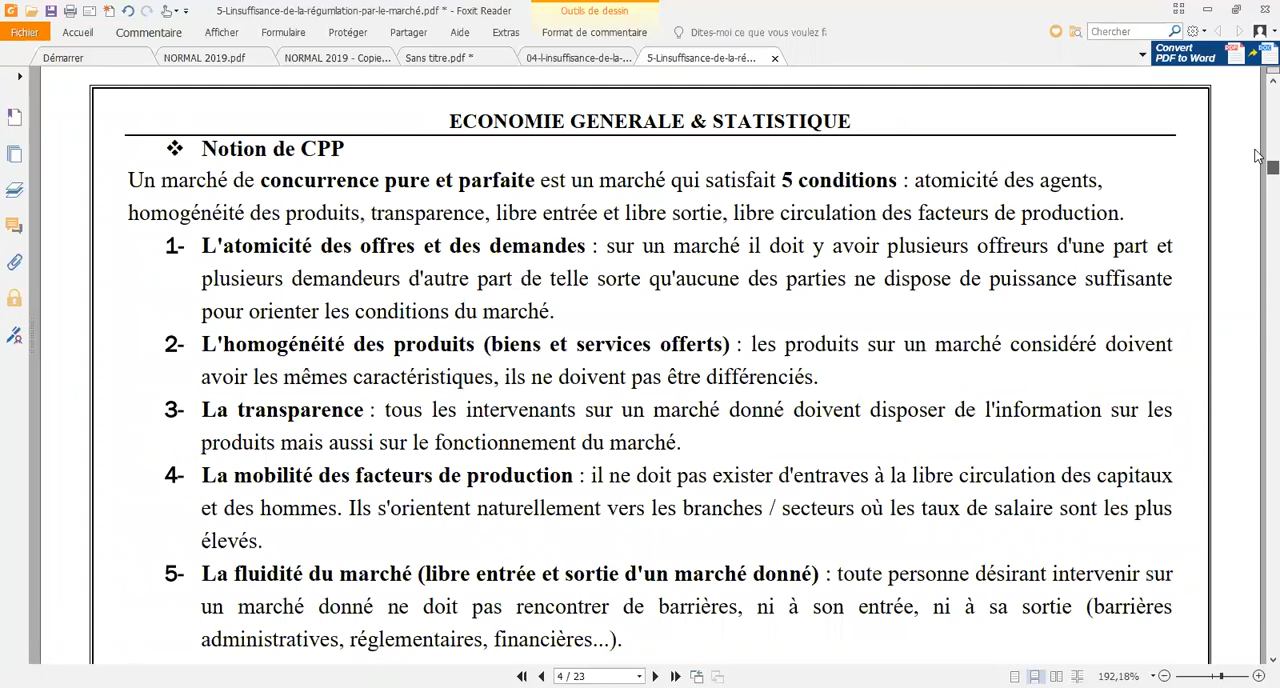 5-Linsuffisance-de-la-régumlation-par-le-marché.pdf * - Foxit Reader
Outils de dessin
Fichier Accueil Commentaire Afficher Formulaire Protéger Partager Aide Extras Format de commentaire Dites-moi ce que vous voulez fa Chercher
Démarrer NORMAL 2019.pdf NORMAL 2019 - Copie... Sans titre.pdf * 04-l-insuffisance-de-la-... 5-Linsuffisance-de-la-ré...
Convert
PDF to Word
ECONOMIE GENERALE & STATISTIQUE
❖ Notion de CPP
Un marché de concurrence pure et parfaite est un marché qui satisfait 5 conditions : atomicité des agents,
homogénéité des produits, transparence, libre entrée et libre sortie, libre circulation des facteurs de production.
1- L'atomicité des offres et des demandes : sur un marché il doit y avoir plusieurs offreurs d'une part et
plusieurs demandeurs d'autre part de telle sorte qu'aucune des parties ne dispose de puissance suffisante
pour orienter les conditions du marché.
2- L'homogénéité des produits (biens et services offerts) : les produits sur un marché considéré doivent
avoir les mêmes caractéristiques, ils ne doivent pas être différenciés.
3- La transparence : tous les intervenants sur un marché donné doivent disposer de l'information sur les
produits mais aussi sur le fonctionnement du marché.
4- La mobilité des facteurs de production : il ne doit pas exister d'entraves à la libre circulation des capitaux
et des hommes. Ils s'orientent naturellement vers les branches / secteurs où les taux de salaire sont les plus
élevés.
5- La fluidité du marché (libre entrée et sortie d'un marché donné) : toute personne désirant intervenir sur
un marché donné ne doit pas rencontrer de barrières, ni à son entrée, ni à sa sortie (barrières
administratives, réglementaires, financières...).
4 / 23 192,18%